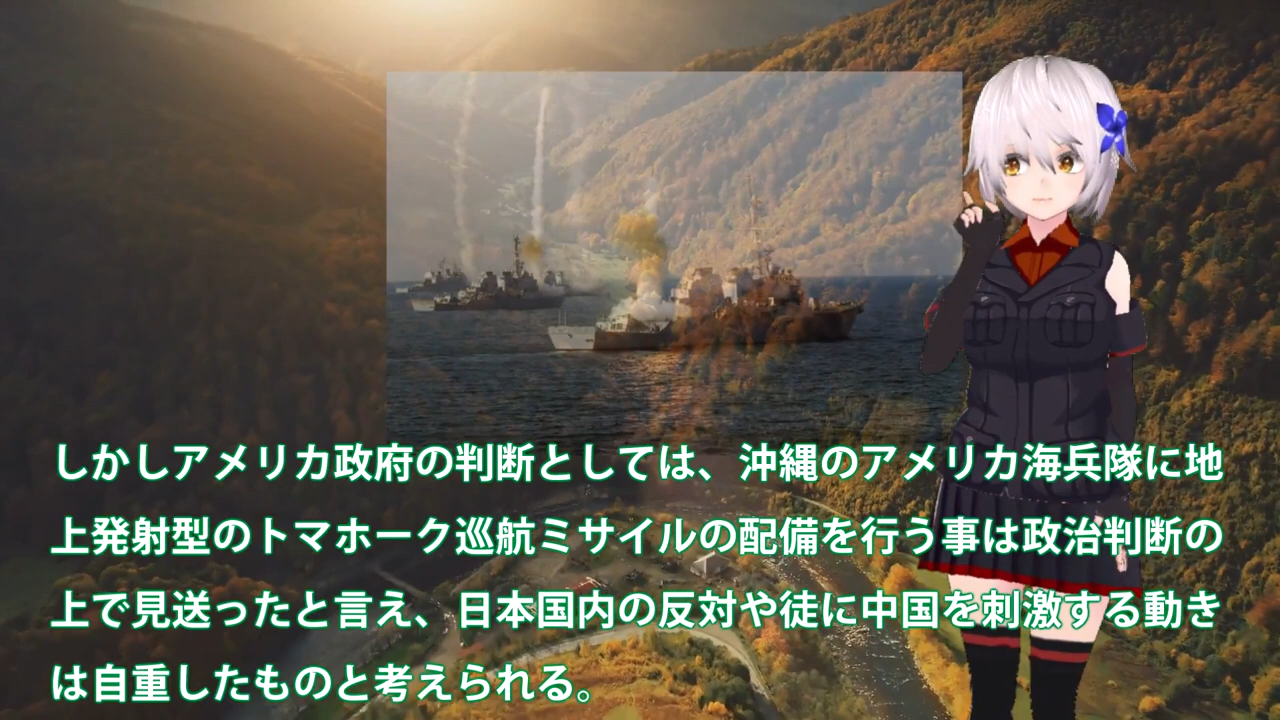 しかしアメリカ政府の判断としては、沖縄のアメリカ海兵隊に地
上発射型のトマホーク巡航ミサイルの配備を行う事は政治判断の
上で見送ったと言え、日本国内の反対や徒に中国を刺激する動き
は自重したものと考えられる。